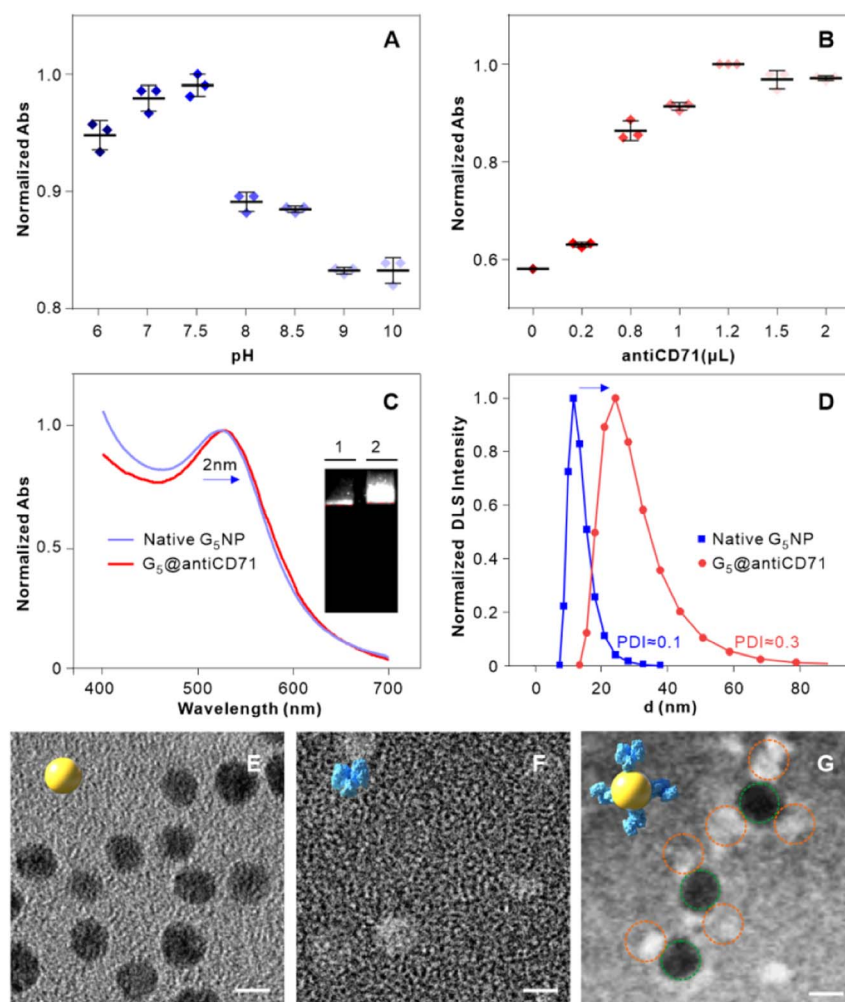 A
Normalized Abs
1.0
0.9
0.8
6 7 7.5 8 8.5 9 10
pH
B
Normalized Abs
1.0
0.8
0.6
0 0.2 0.8 1 1.2 1.5 2
antiCD71(µL)
C
Normalized Abs
1.0
0.5
0
2nm
1 2
Native G₅NP
G₅@antiCD71
400 500 600 700
Wavelength (nm)
D
Normalized DLS Intensity
1.0
0.8
0.6
0.4
0.2
0
Native G₅NP
G₅@antiCD71
PDI≈0.1 PDI≈0.3
0 20 40 60 80
d (nm)
E
F
G